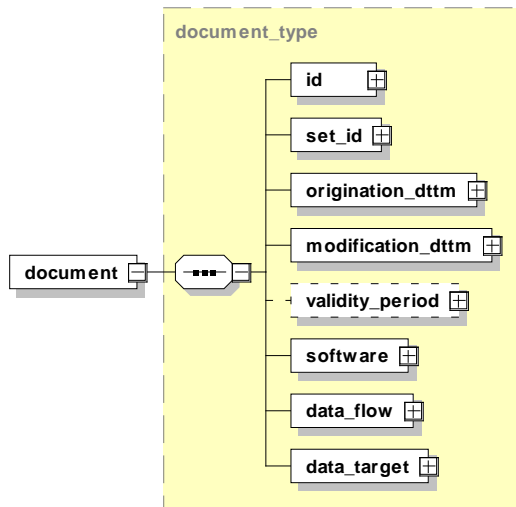 document_type
id
set_id
origination_dttm
modification_dttm
document
validity_period
software
data_flow
data_target